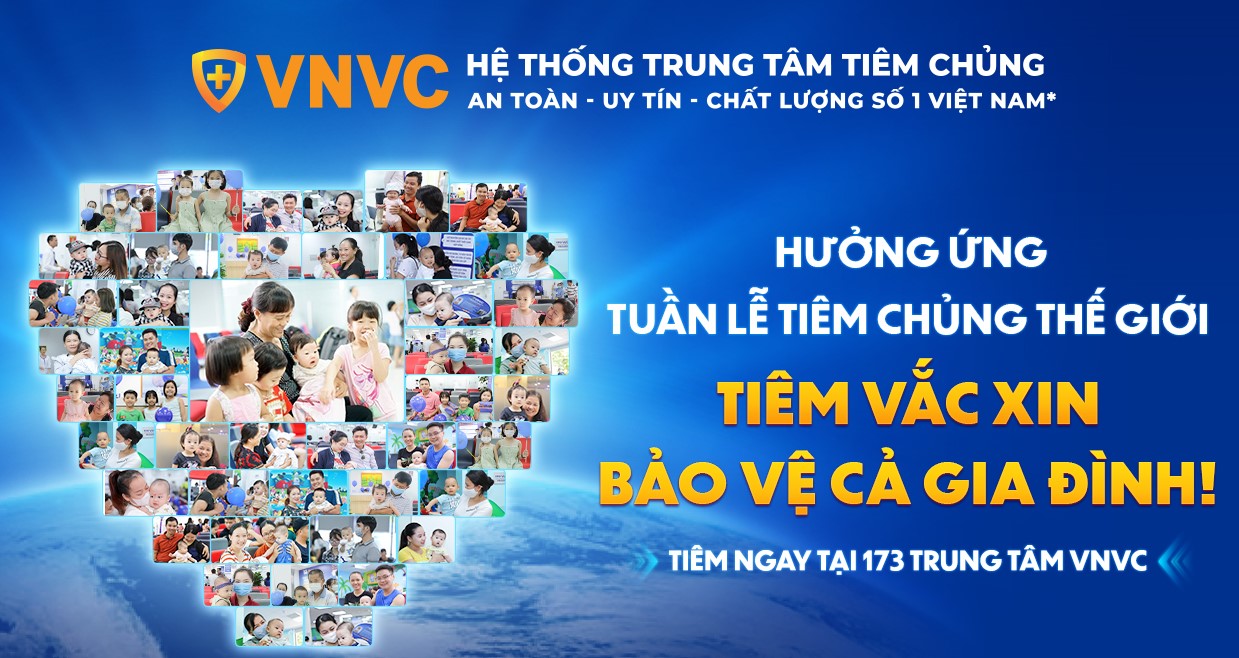 VNVC
HỆ THỐNG TRUNG TÂM TIÊM CHỦNG
AN TOÀN - UY TÍN - CHẤT LƯỢNG SỐ 1 VIỆT NAM*
HƯỞNG ỨNG
TUẦN LỄ TIÊM CHỦNG THẾ GIỚI
TIÊM VẮC XIN
BẢO VỆ CẢ GIA ĐÌNH!
TIÊM NGAY TẠI 173 TRUNG TÂM VNVC